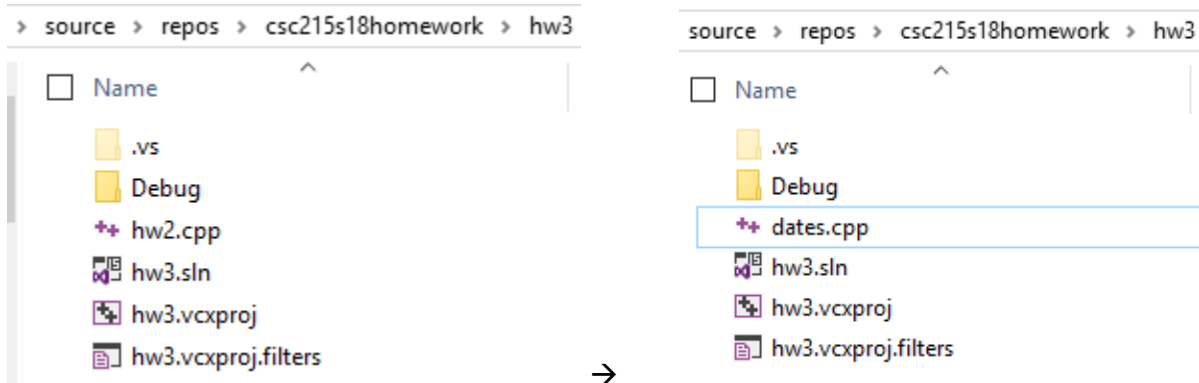 > source > repos > csc215s18homework > hw3
Name
.vs
Debug
hw2.cpp
hw3.sln
hw3.vcxproj
hw3.vcxproj.filters
→
source > repos > csc215s18homework > hw3
Name
.vs
Debug
dates.cpp
hw3.sln
hw3.vcxproj
hw3.vcxproj.filters